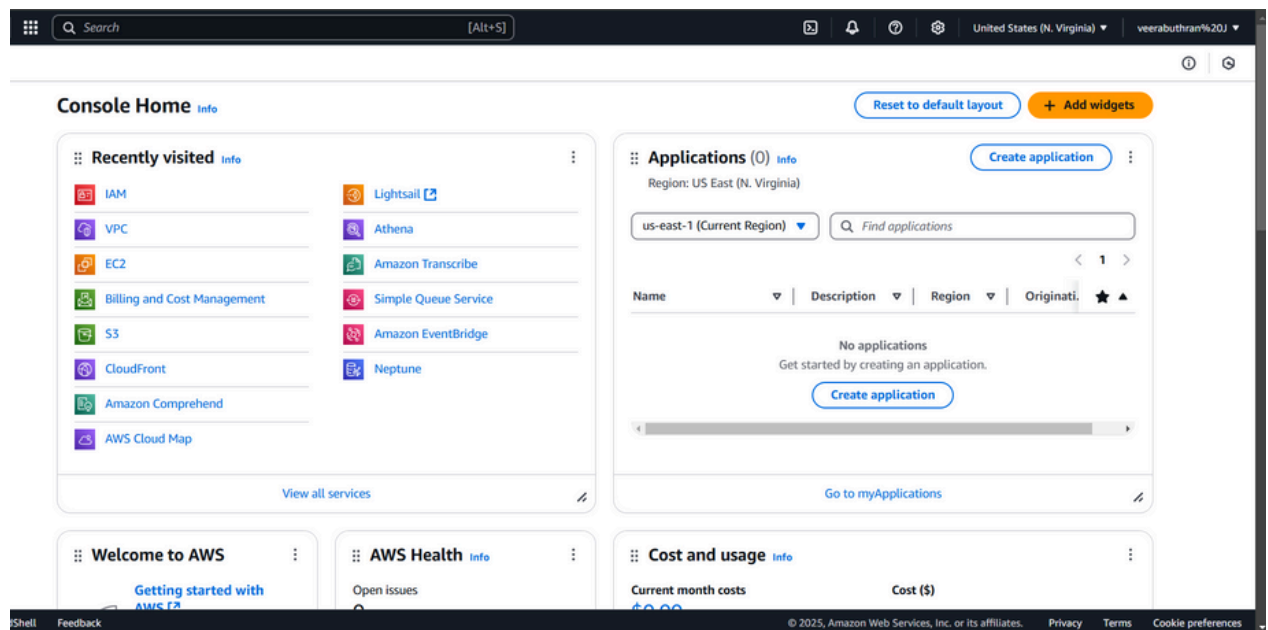 Search [Alt+S] United States (N. Virginia) veerabuthran%20J
Console Home Info Reset to default layout + Add widgets
Recently visited Info
IAM
VPC
EC2
Billing and Cost Management
S3
CloudFront
Amazon Comprehend
AWS Cloud Map
Lightsail
Athena
Amazon Transcribe
Simple Queue Service
Amazon EventBridge
Neptune
View all services
Applications (0) Info Create application
Region: US East (N. Virginia)
us-east-1 (Current Region) Find applications
1
Name Description Region Originati.
No applications
Get started by creating an application.
Create application
Go to myApplications
Welcome to AWS
Getting started with
AWS
AWS Health Info
Open issues
Cost and usage Info
Current month costs Cost ($)
Feedback © 2025, Amazon Web Services, Inc. or its affiliates. Privacy Terms Cookie preferences